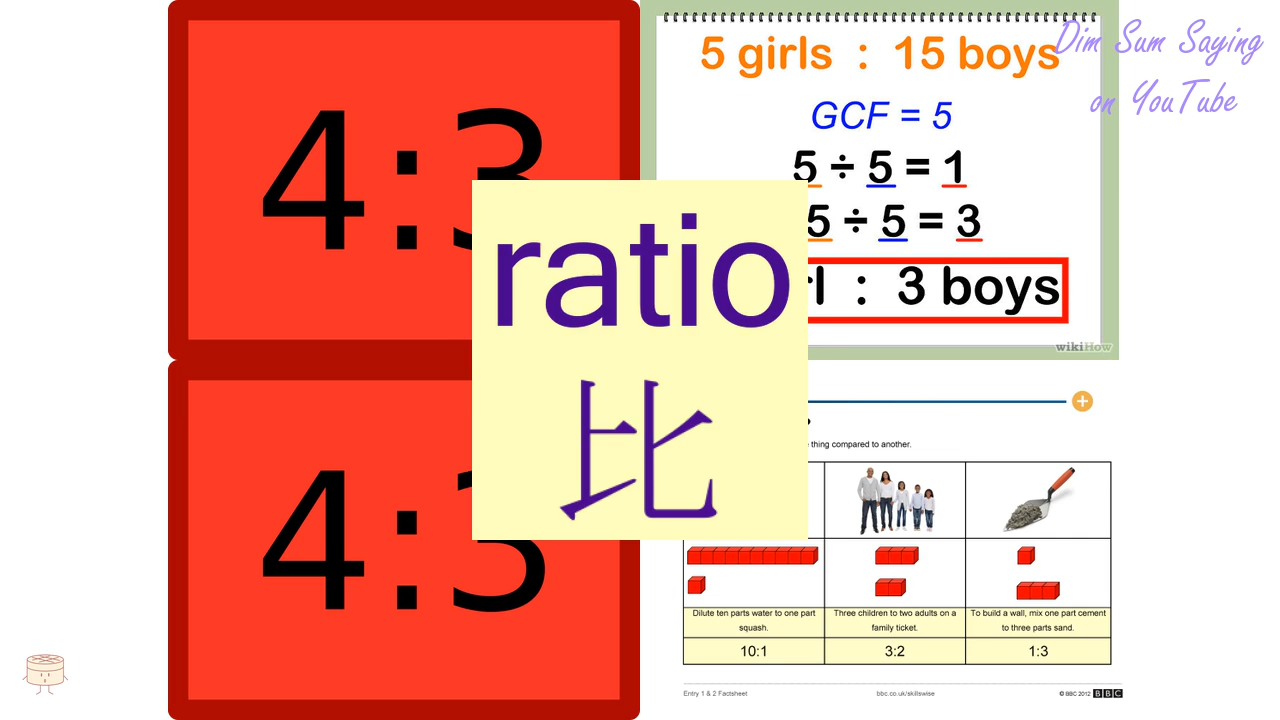 4:3
5 girls : 15 boys
Dim Sum Saying
on YouTube
GCF = 5
5 ÷ 5 = 1
5 ÷ 5 = 3
3 boys
wikiHow
ratio
比
4:3
thing compared to another.
Dilute ten parts water to one part
squash.
Three children to two adults on a
family ticket.
To build a wall, mix one part cement
to three parts sand.
10:1
3:2
1:3
Entry 1 & 2 Factsheet
bbc.co.uk/skillswise
© BBC 2012
BBC